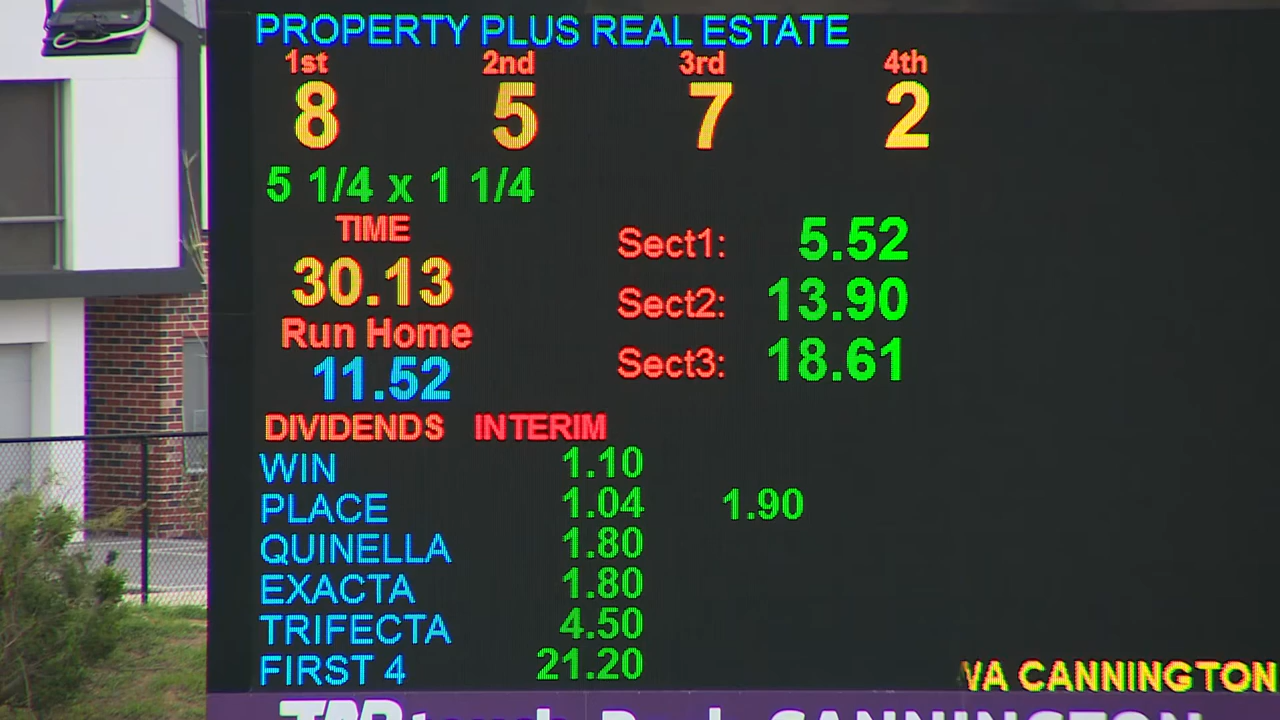 PROPERTY PLUS REAL ESTATE
1st 2nd 3rd 4th
8 5 7 2
5 1/4 x 1 1/4
TIME
30.13
Run Home
11.52
Sect1: 5.52
Sect2: 13.90
Sect3: 18.61
DIVIDENDS INTERIM
WIN 1.10
PLACE 1.04 1.90
QUINELLA 1.80
EXACTA 1.80
TRIFECTA 4.50
FIRST 4 21.20
WA CANNINGTON
CANNINGTON